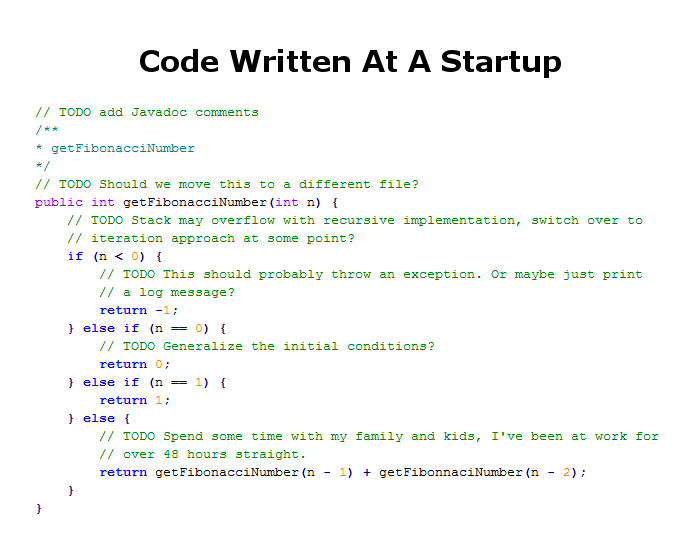 Code Written At A Startup
// TODO add Javadoc comments
/**
* getFibonacciNumber
*/
// TODO Should we move this to a different file?
public int getFibonacciNumber(int n) {
    // TODO Stack may overflow with recursive implementation, switch over to
    // iteration approach at some point?
    if (n < 0) {
        // TODO This should probably throw an exception. Or maybe just print
        // a log message?
        return -1;
    } else if (n == 0) {
        // TODO Generalize the initial conditions?
        return 0;
    } else if (n == 1) {
        return 1;
    } else {
        // TODO Spend some time with my family and kids, I've been at work for
        // over 48 hours straight.
        return getFibonacciNumber(n - 1) + getFibonnaciNumber(n - 2);
    }
}